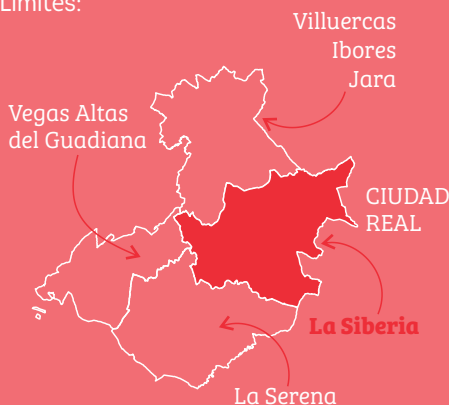 Límites:
Villuercas
Ibores
Jara
Vegas Altas
del Guadiana
CIUDAD
REAL
La Siberia
La Serena